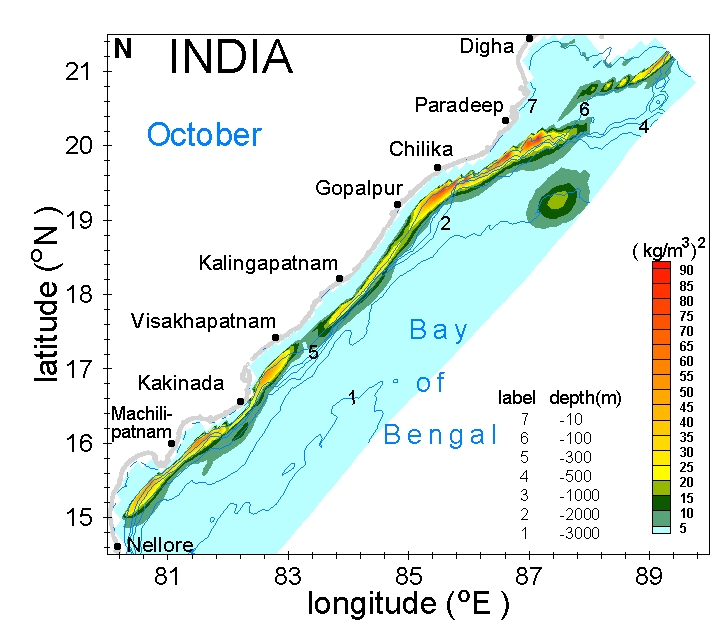 N
INDIA
October
Digha
Paradeep
7
6
4
Chilika
Gopalpur
2
Kalingapatnam
Visakhapatnam
5
Kakinada
1
Machili-
patnam
Nellore
Bay
of
Bengal
(kg/m³)²
90
85
80
75
70
65
60
55
50
45
40
35
30
25
20
15
10
5
label depth(m)
7 -10
6 -100
5 -300
4 -500
3 -1000
2 -2000
1 -3000
21
20
19
18
17
16
15
latitude (°N)
81 83 85 87 89
longitude (°E)